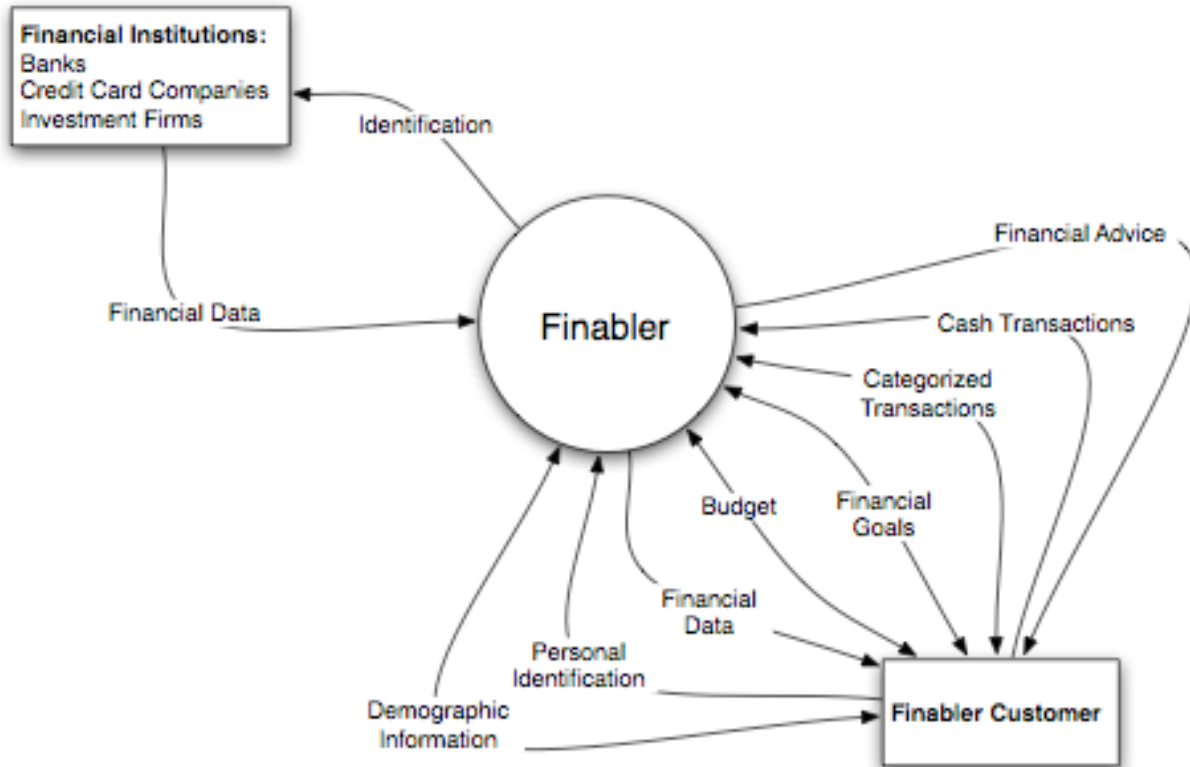 Financial Institutions:
Banks
Credit Card Companies
Investment Firms
Identification
Financial Advice
Financial Data
Finabler
Cash Transactions
Categorized
Transactions
Budget
Financial
Goals
Financial
Data
Personal
Identification
Demographic
Information
Finabler Customer